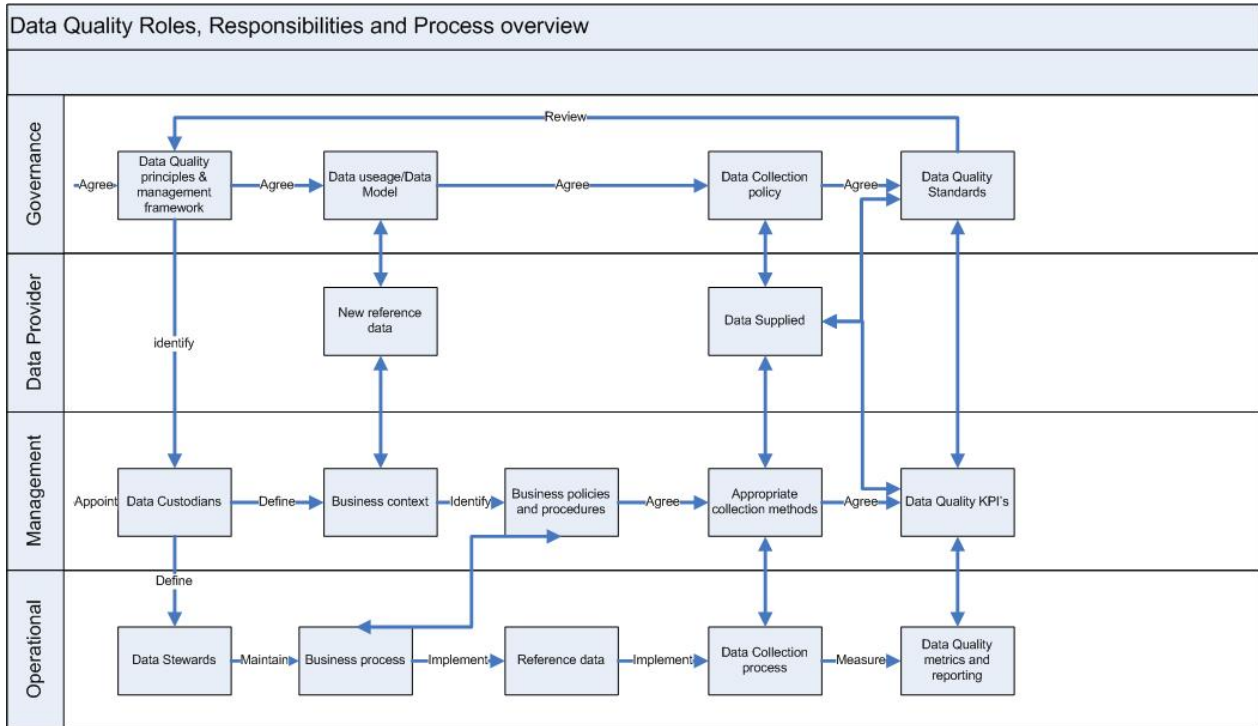 Data Quality Roles, Responsibilities and Process overview
Governance
Review
Agree
Data Quality
principles &
management
framework
Agree
Data useage/Data
Model
Agree
Data Collection
policy
Agree
Data Quality
Standards
Data Provider
identify
New reference
data
Data Supplied
Management
Appoint
Data Custodians
Define
Business context
Identify
Business policies
and procedures
Agree
Appropriate
collection methods
Agree
Data Quality KPI's
Operational
Define
Data Stewards
Maintain
Business process
Implement
Reference data
Implement
Data Collection
process
Measure
Data Quality
metrics and
reporting